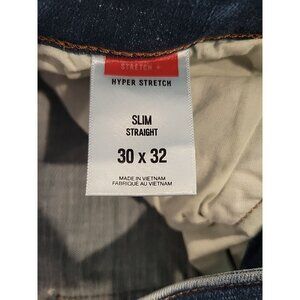 STRETCH +
HYPER STRETCH
SLIM
STRAIGHT
30 x 32
MADE IN VIETNAM
FABRIQUÉ AU VIETNAM